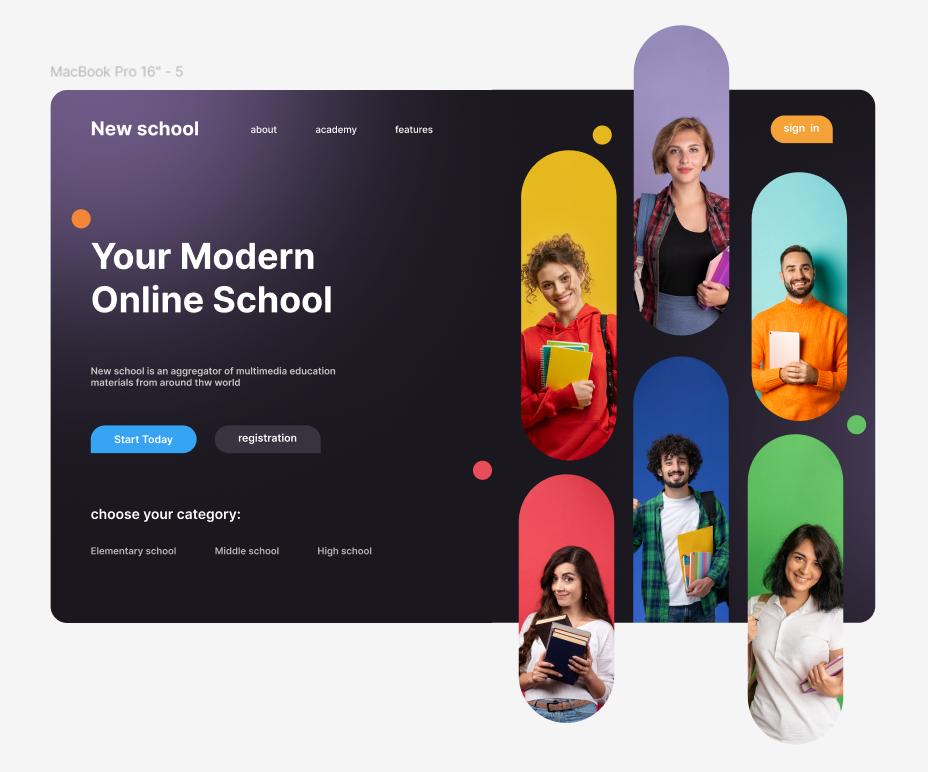 MacBook Pro 16" - 5
New school
about
academy
features
sign in
Your Modern
Online School
New school is an aggregator of multimedia education
materials from around thw world
Start Today
registration
choose your category:
Elementary school
Middle school
High school